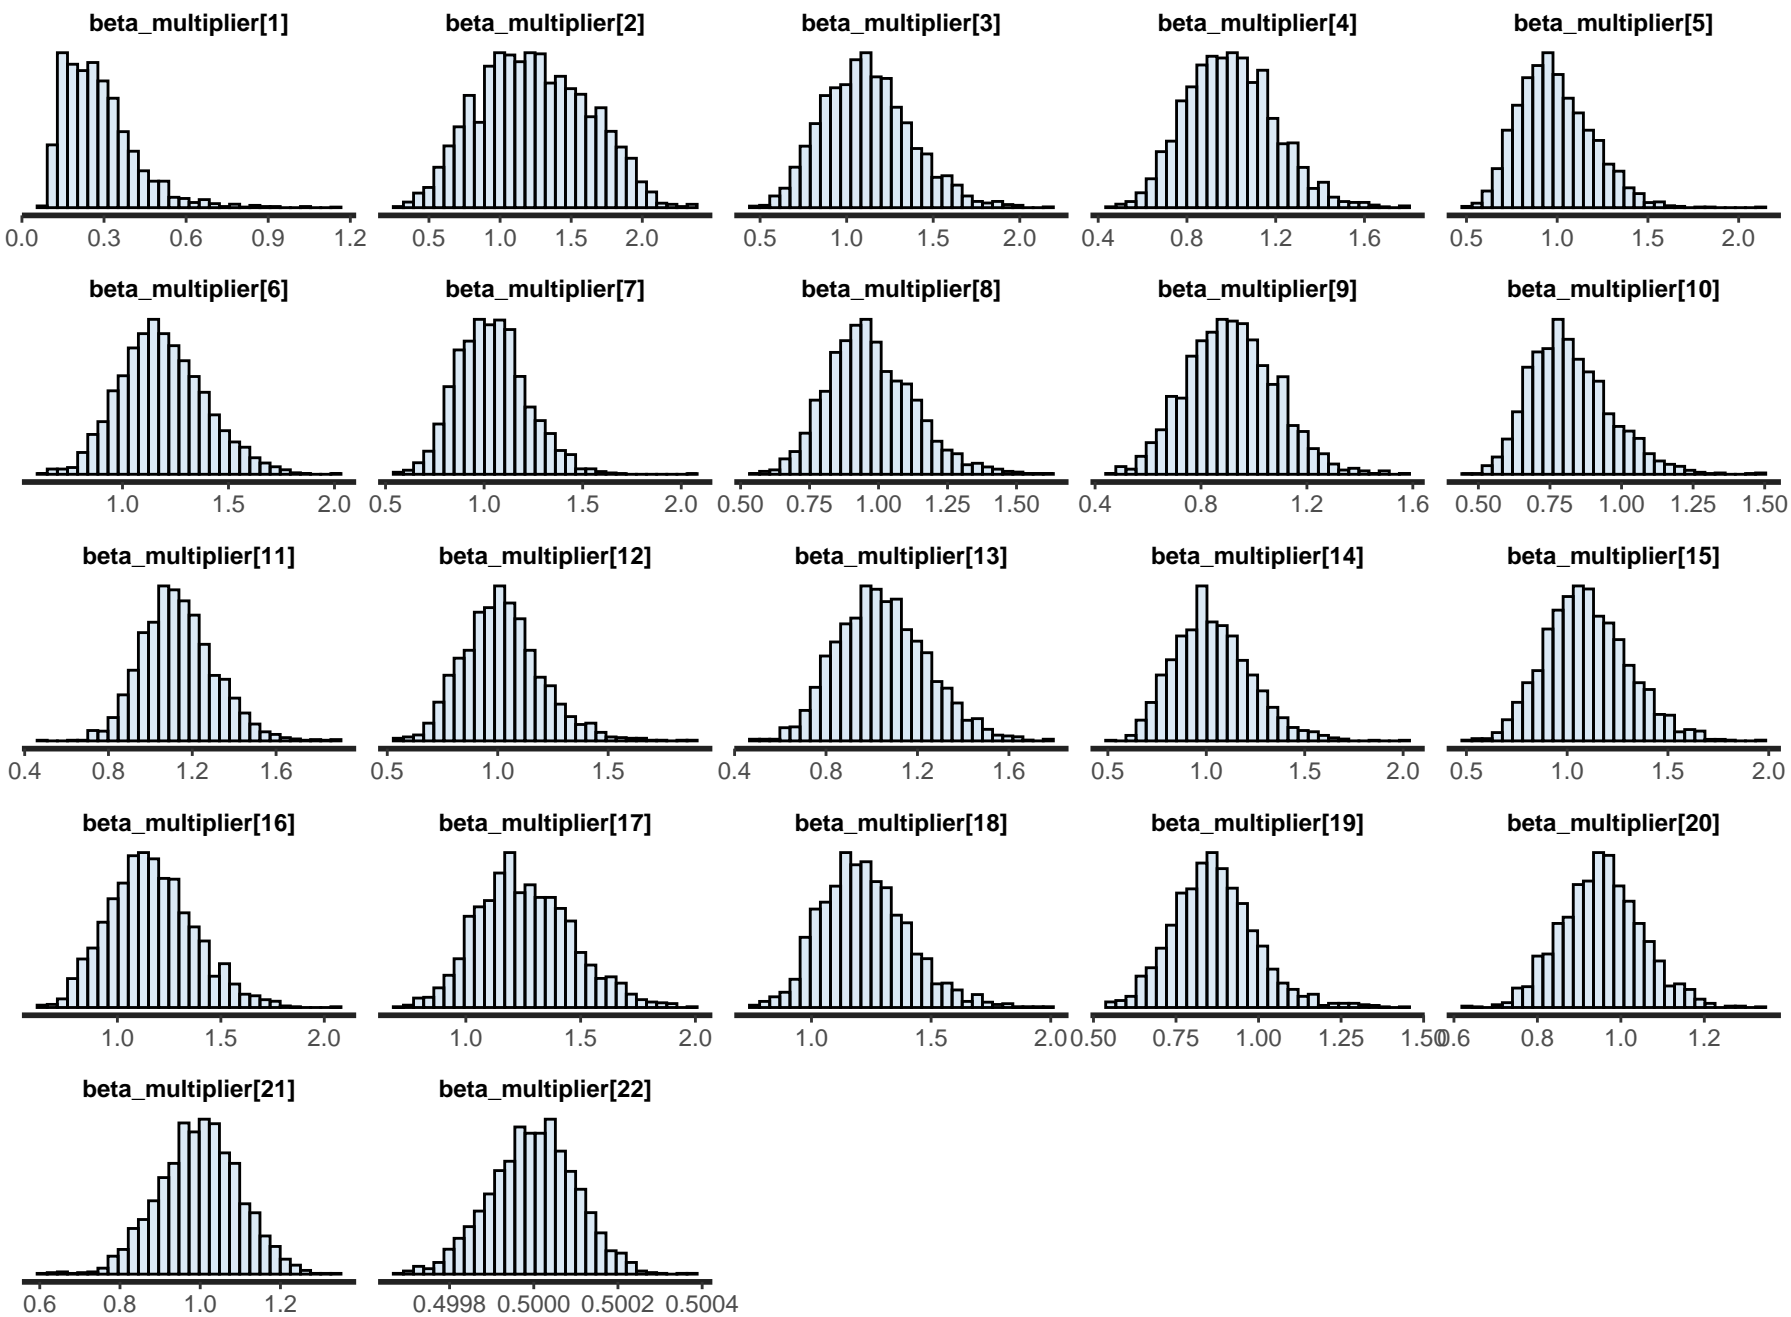 beta_multiplier[1] beta_multiplier[2] beta_multiplier[3] beta_multiplier[4] beta_multiplier[5]
0.0 0.3 0.6 0.9 1.2 0.5 1.0 1.5 2.0 0.5 1.0 1.5 2.0 0.4 0.8 1.2 1.6 0.5 1.0 1.5 2.0
beta_multiplier[6] beta_multiplier[7] beta_multiplier[8] beta_multiplier[9] beta_multiplier[10]
1.0 1.5 2.0 0.5 1.0 1.5 2.0 0.50 0.75 1.00 1.25 1.50 0.4 0.8 1.2 1.6 0.50 0.75 1.00 1.25 1.50
beta_multiplier[11] beta_multiplier[12] beta_multiplier[13] beta_multiplier[14] beta_multiplier[15]
0.4 0.8 1.2 1.6 0.5 1.0 1.5 0.4 0.8 1.2 1.6 0.5 1.0 1.5 2.0 0.5 1.0 1.5 2.0
beta_multiplier[16] beta_multiplier[17] beta_multiplier[18] beta_multiplier[19] beta_multiplier[20]
1.0 1.5 2.0 1.0 1.5 2.0 1.0 1.5 2.0 0.50 0.75 1.00 1.25 1.50 0.6 0.8 1.0 1.2
beta_multiplier[21] beta_multiplier[22]
0.6 0.8 1.0 1.2 0.4998 0.5000 0.5002 0.5004